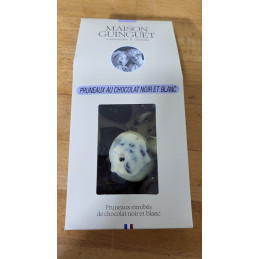 MAISON
GUINGUET
PRUNEAUX AU CHOCOLAT NOIR ET BLANC
Pruneaux enrobés
de chocolat noir et blanc